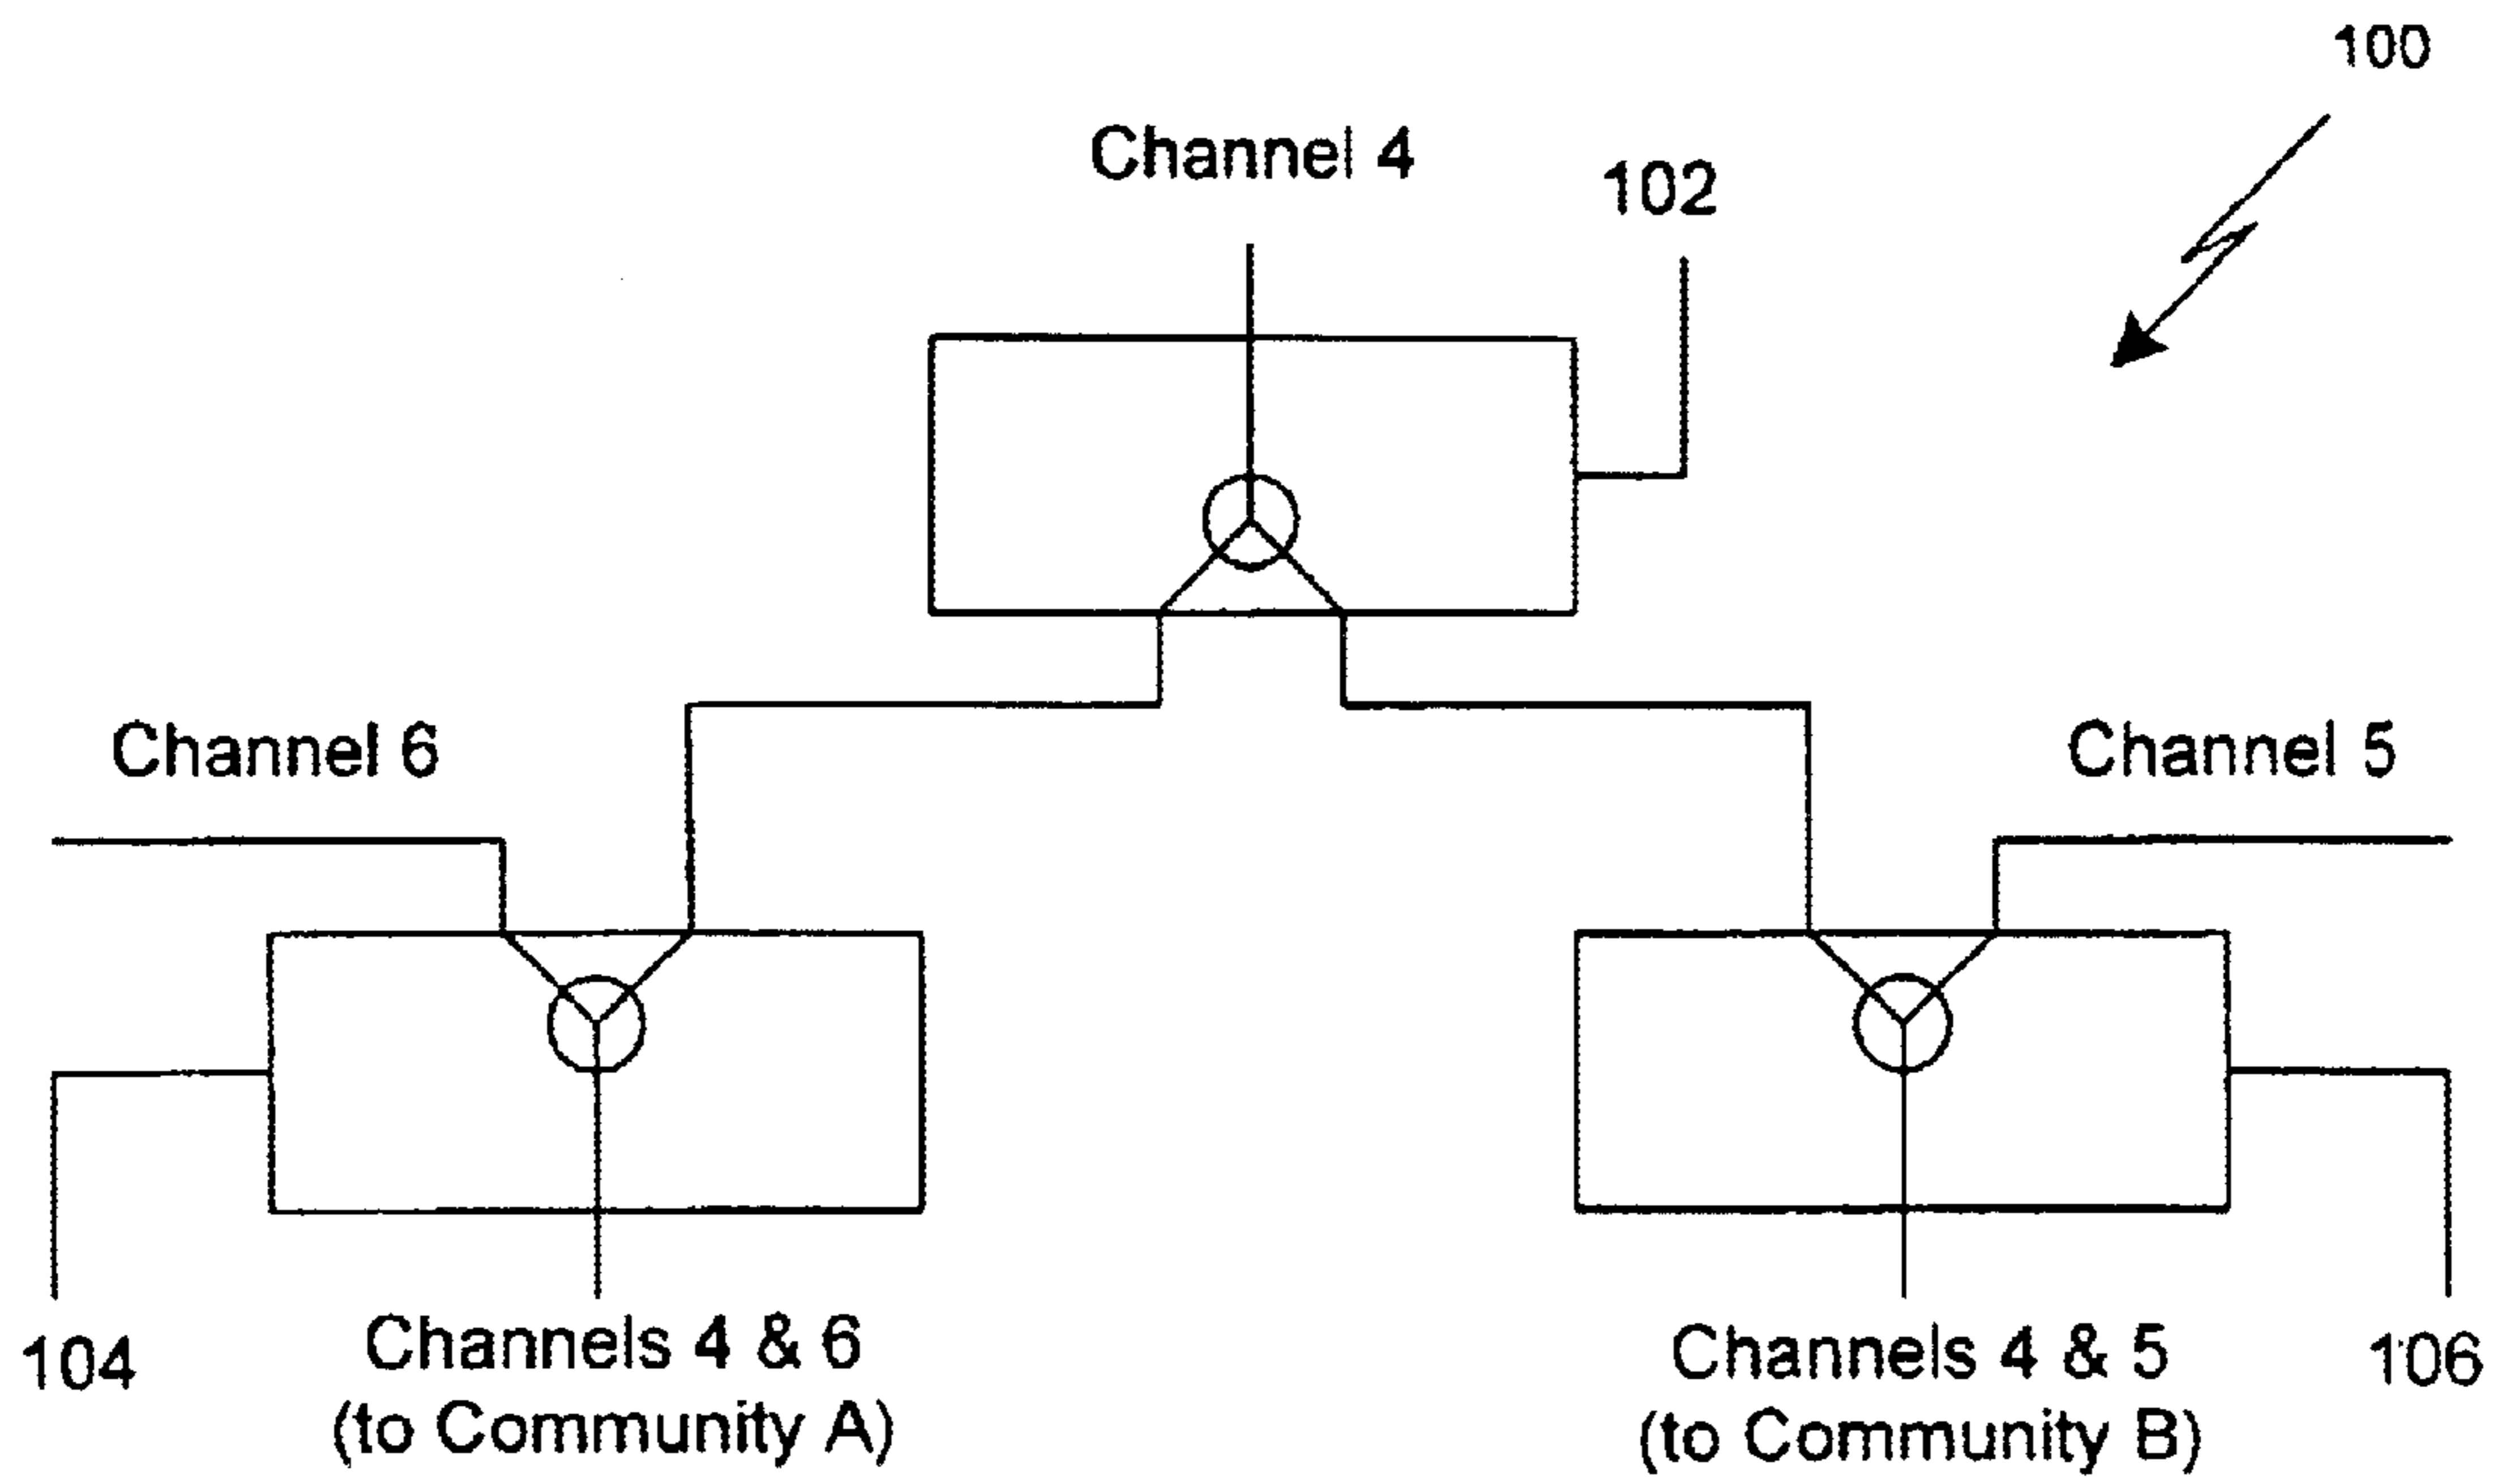 100
Channel 4
102
Channel 6
Channel 5
104
Channels 4 & 6
(to Community A)
Channels 4 & 5
(to Community B)
106